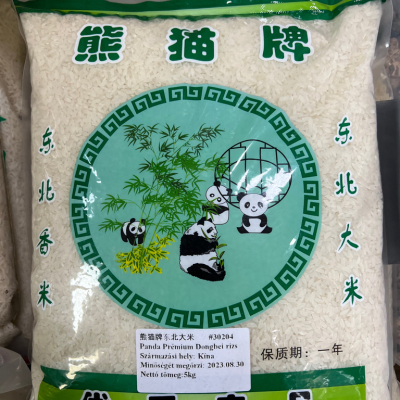 熊猫牌
东北香米
东北大米
熊猫牌东北大米 #30204
Panda Prémium Dongbei rizs
Származási hely: Kína
Minőségét megőrzi: 2023.08.30
Nettó tömeg:5kg
保质期：一年